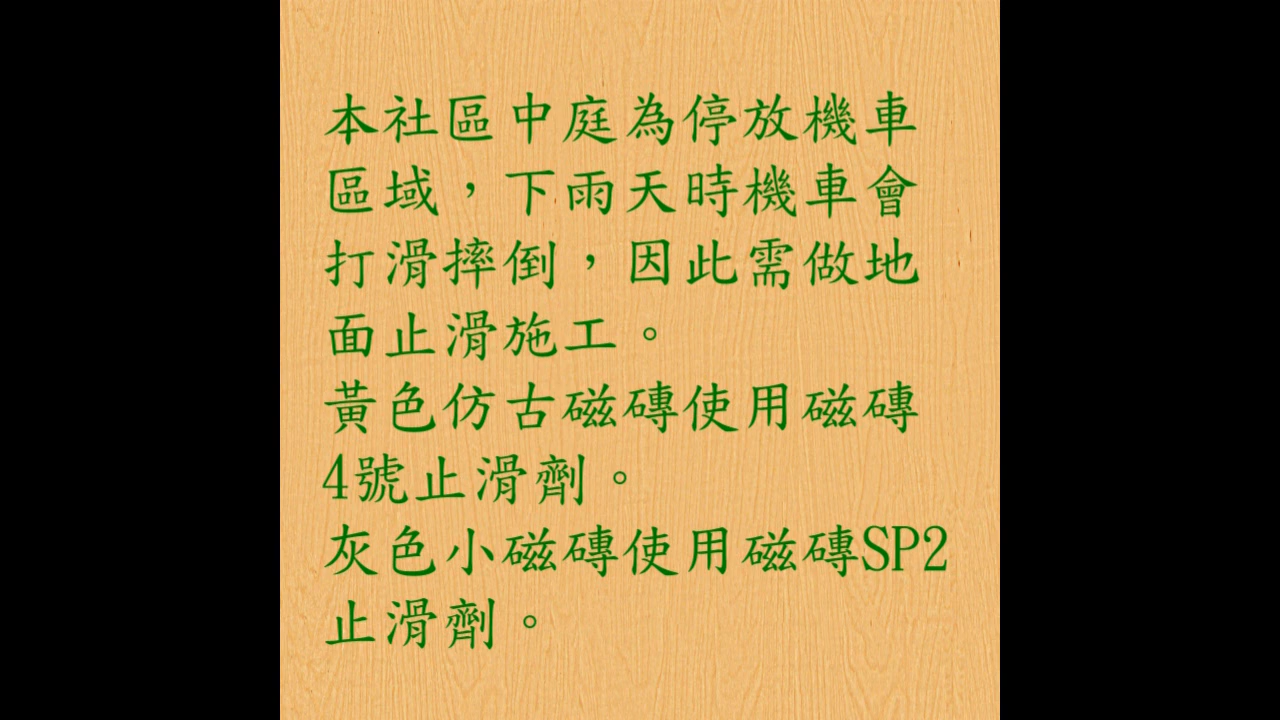 本社區中庭為停放機車
區域，下雨天時機車會
打滑摔倒，因此需做地
面止滑施工。
黃色仿古磁磚使用磁磚
4號止滑劑。
灰色小磁磚使用磁磚SP2
止滑劑。